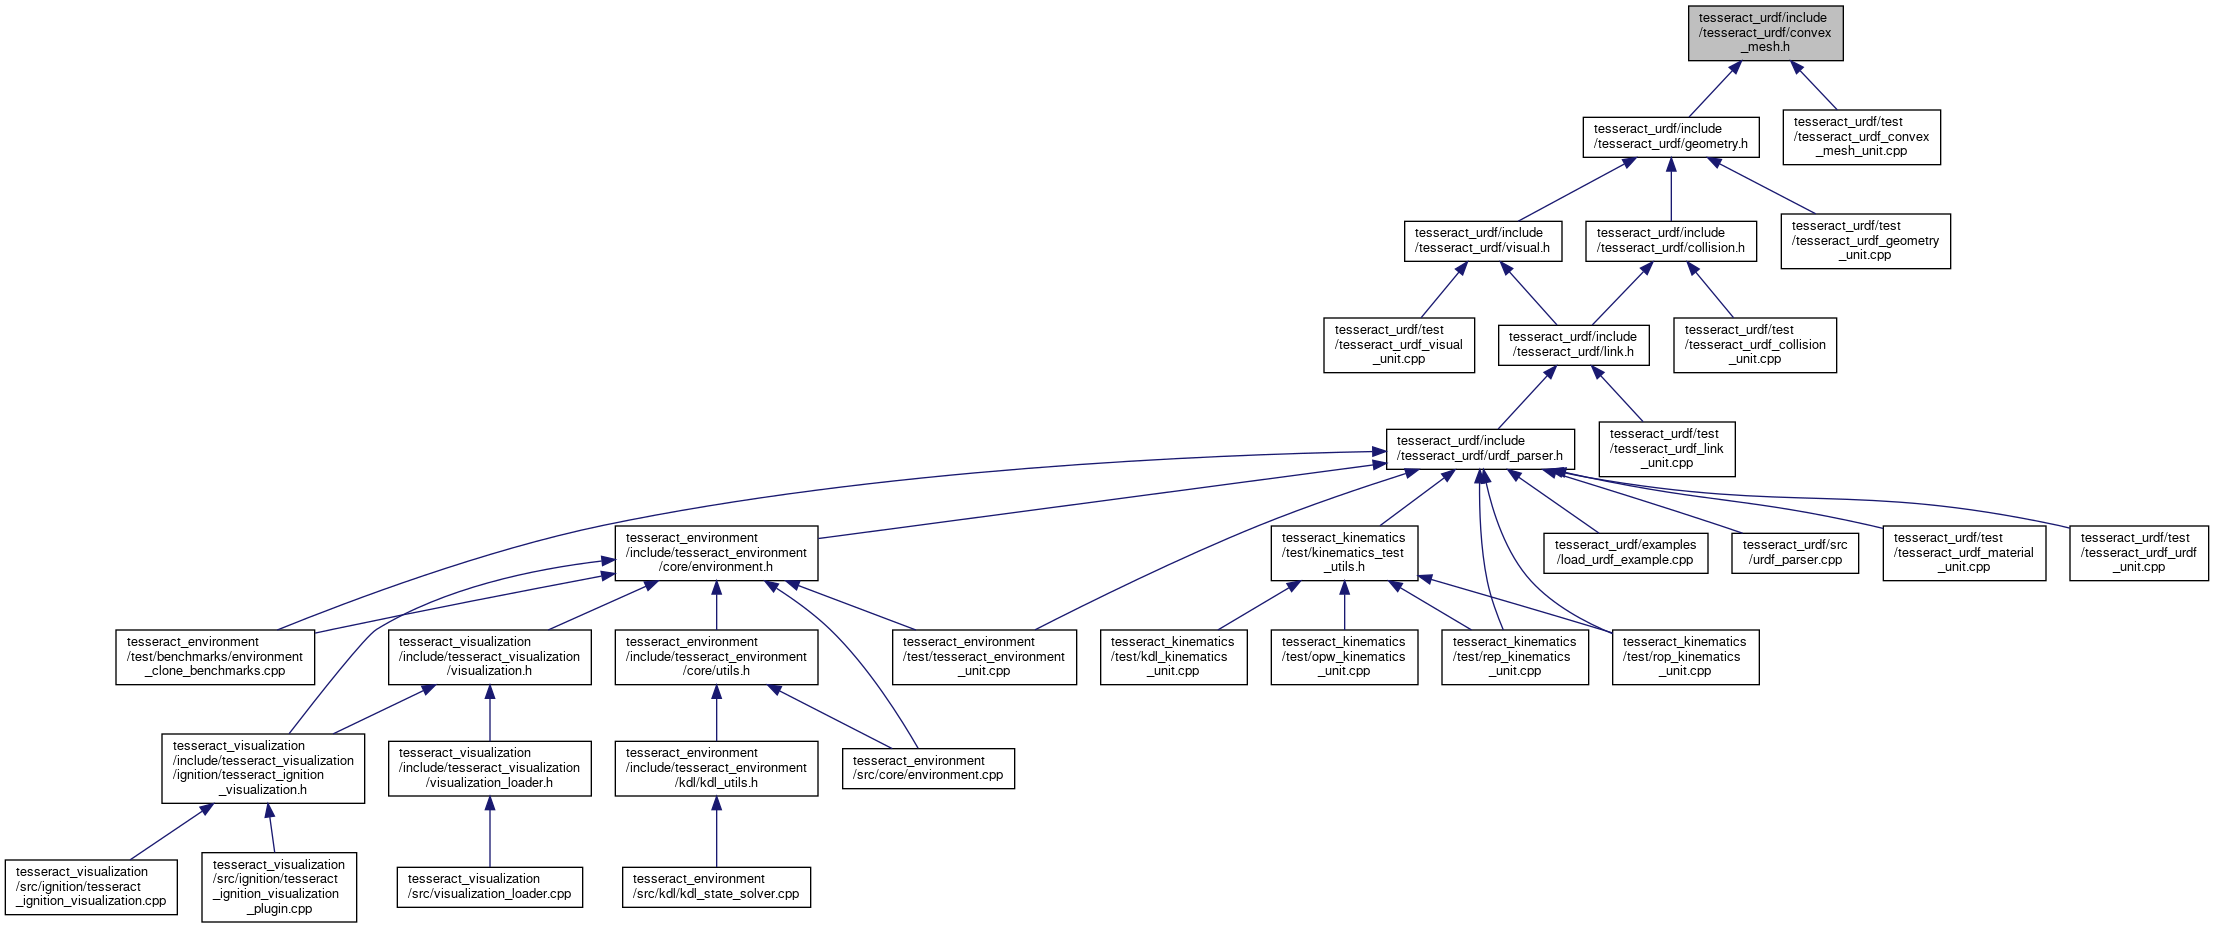 tesseract_urdf/include
/tesseract_urdf/convex
_mesh.h
tesseract_urdf/include
/tesseract_urdf/geometry.h
tesseract_urdf/test
/tesseract_urdf_convex
_mesh_unit.cpp
tesseract_urdf/include
/tesseract_urdf/visual.h
tesseract_urdf/include
/tesseract_urdf/collision.h
tesseract_urdf/test
/tesseract_urdf_geometry
_unit.cpp
tesseract_urdf/test
/tesseract_urdf_visual
_unit.cpp
tesseract_urdf/include
/tesseract_urdf/link.h
tesseract_urdf/test
/tesseract_urdf_collision
_unit.cpp
tesseract_urdf/include
/tesseract_urdf/urdf_parser.h
tesseract_urdf/test
/tesseract_urdf_link
_unit.cpp
tesseract_environment
/include/tesseract_environment
/core/environment.h
tesseract_kinematics
/test/kinematics_test
_utils.h
tesseract_urdf/examples
/load_urdf_example.cpp
tesseract_urdf/src
/urdf_parser.cpp
tesseract_urdf/test
/tesseract_urdf_material
_unit.cpp
tesseract_urdf/test
/tesseract_urdf_urdf
_unit.cpp
tesseract_environment
/test/benchmarks/environment
_clone_benchmarks.cpp
tesseract_visualization
/include/tesseract_visualization
/visualization.h
tesseract_environment
/include/tesseract_environment
/core/utils.h
tesseract_environment
/test/tesseract_environment
_unit.cpp
tesseract_kinematics
/test/kdl_kinematics
_unit.cpp
tesseract_kinematics
/test/opw_kinematics
_unit.cpp
tesseract_kinematics
/test/rep_kinematics
_unit.cpp
tesseract_kinematics
/test/rop_kinematics
_unit.cpp
tesseract_visualization
/include/tesseract_visualization
/ignition/tesseract_ignition
_visualization.h
tesseract_visualization
/include/tesseract_visualization
/visualization_loader.h
tesseract_environment
/include/tesseract_environment
/kdl/kdl_utils.h
tesseract_environment
/src/core/environment.cpp
tesseract_visualization
/src/ignition/tesseract
_ignition_visualization.cpp
tesseract_visualization
/src/ignition/tesseract
_ignition_visualization
_plugin.cpp
tesseract_visualization
/src/visualization_loader.cpp
tesseract_environment
/src/kdl/kdl_state_solver.cpp